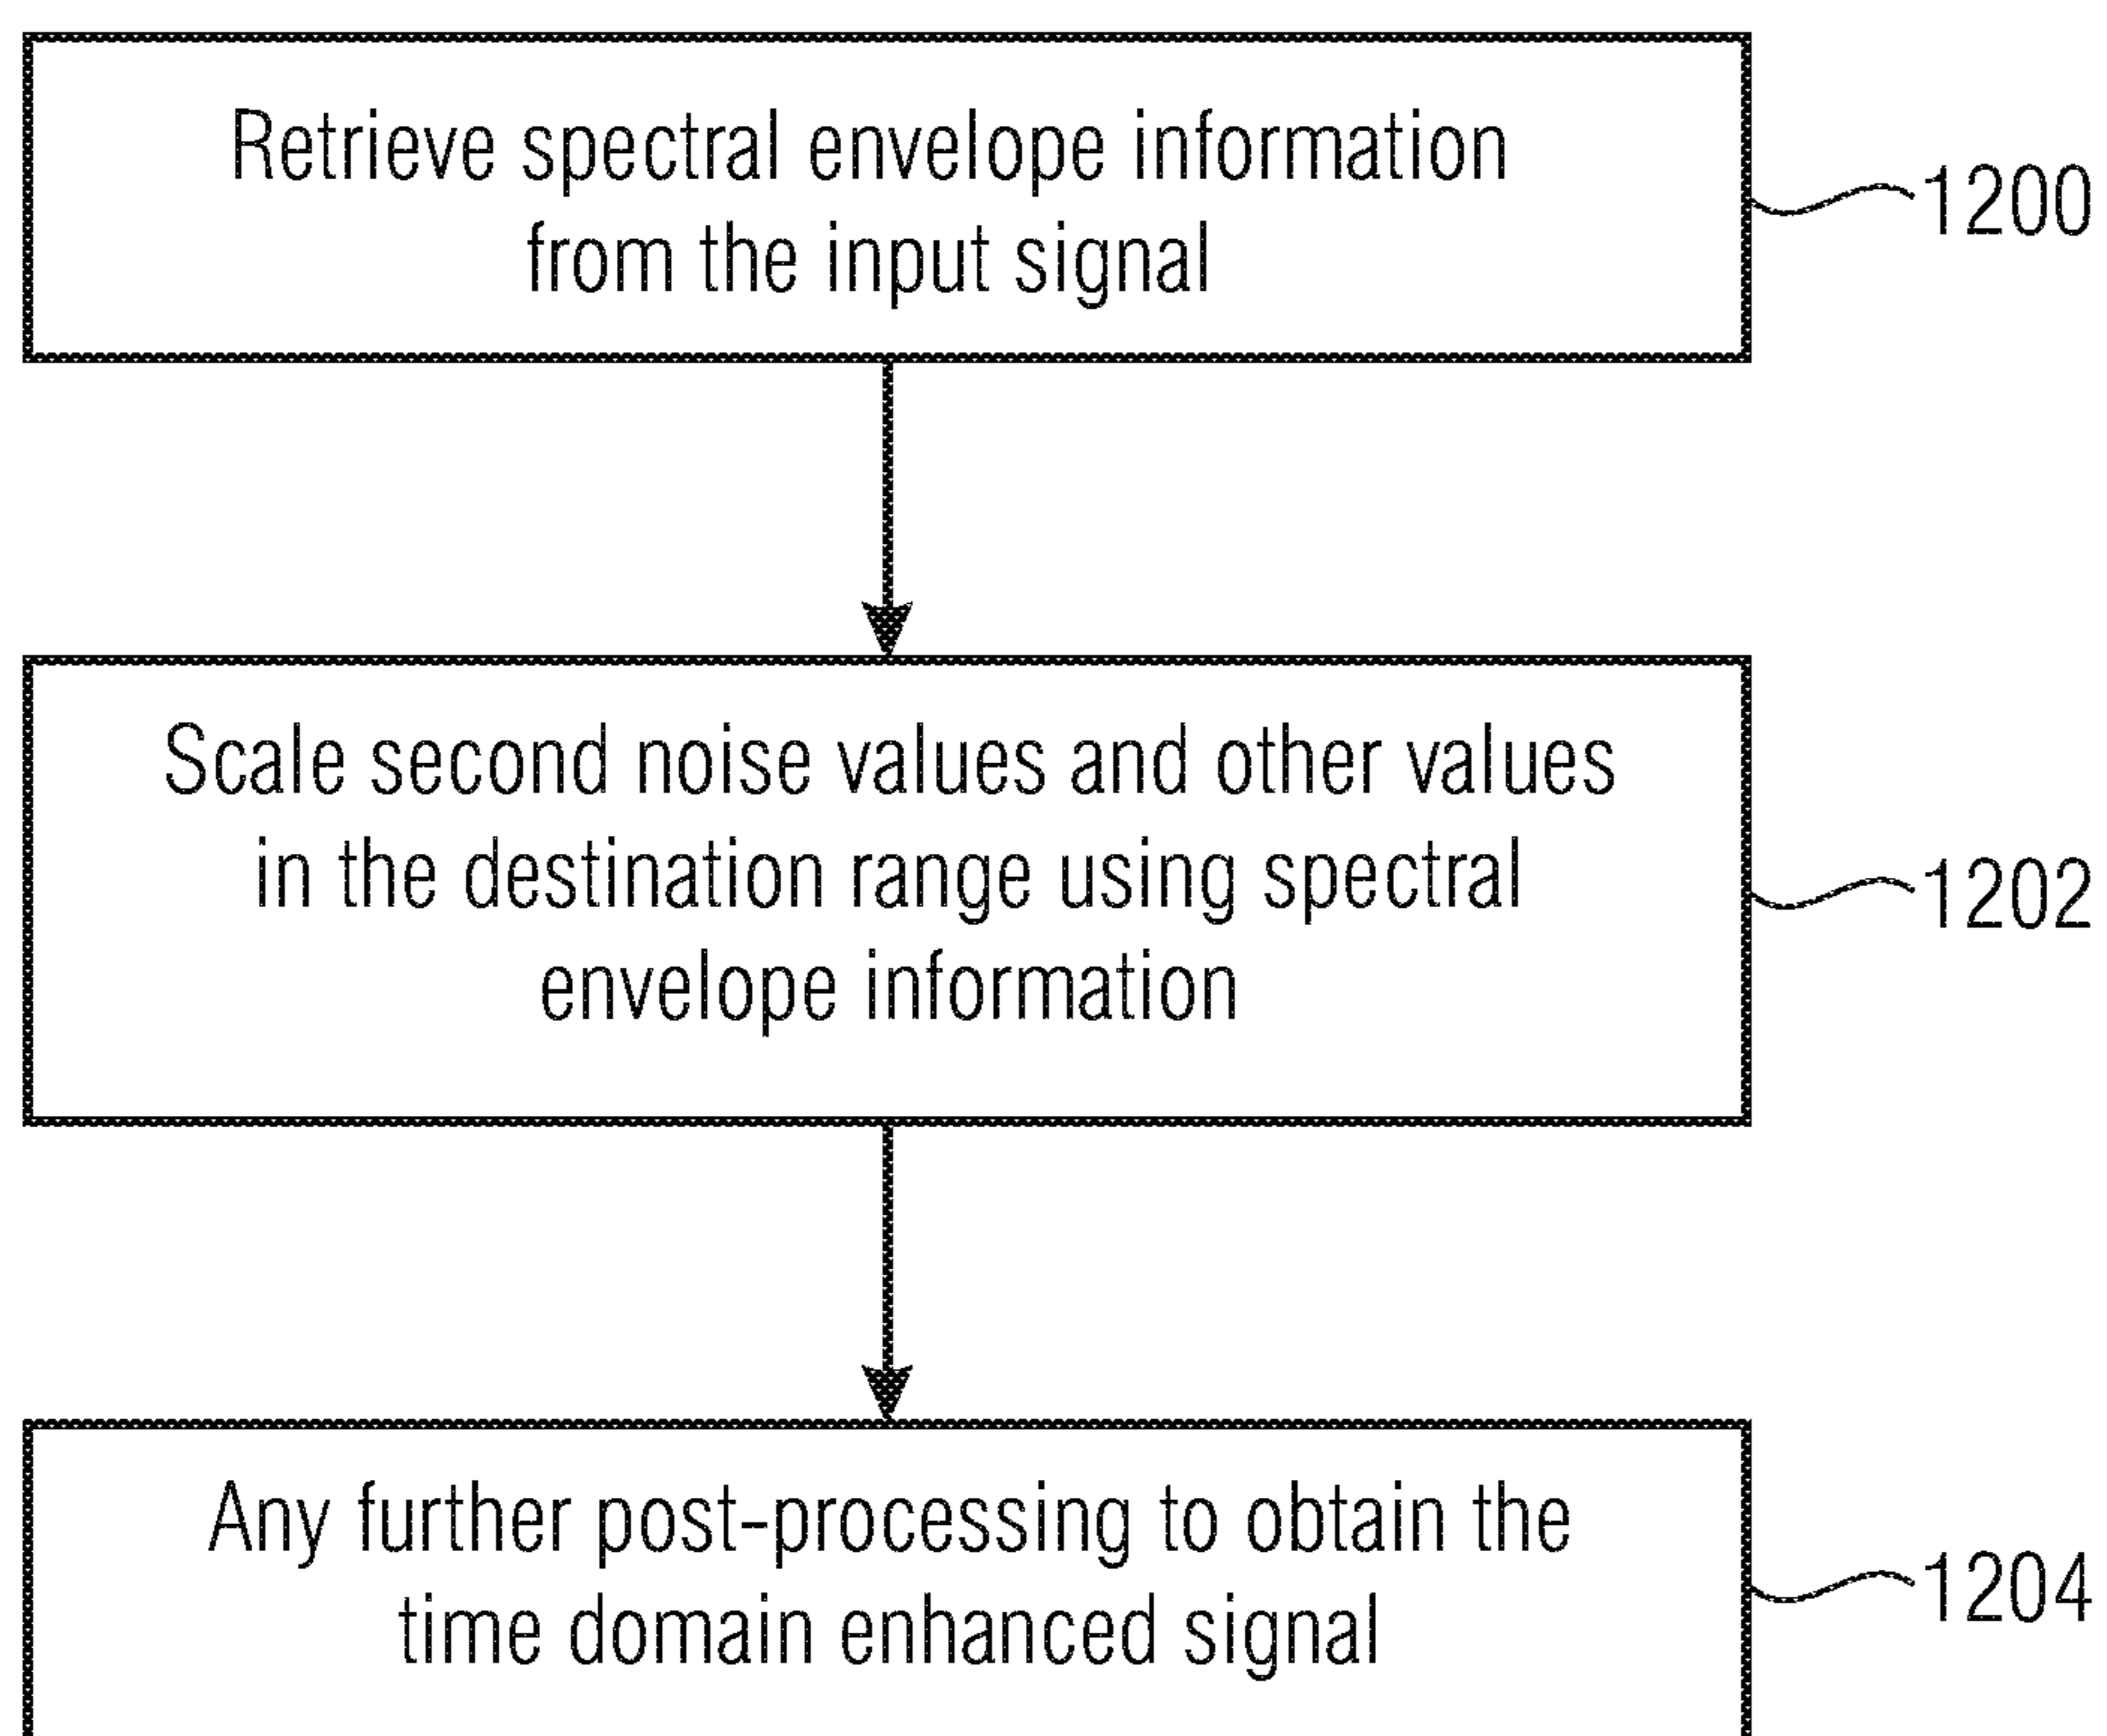 Retrieve spectral envelope information
from the input signal
1200
Scale second noise values and other values
in the destination range using spectral
envelope information
1202
Any further post-processing to obtain the
time domain enhanced signal
1204